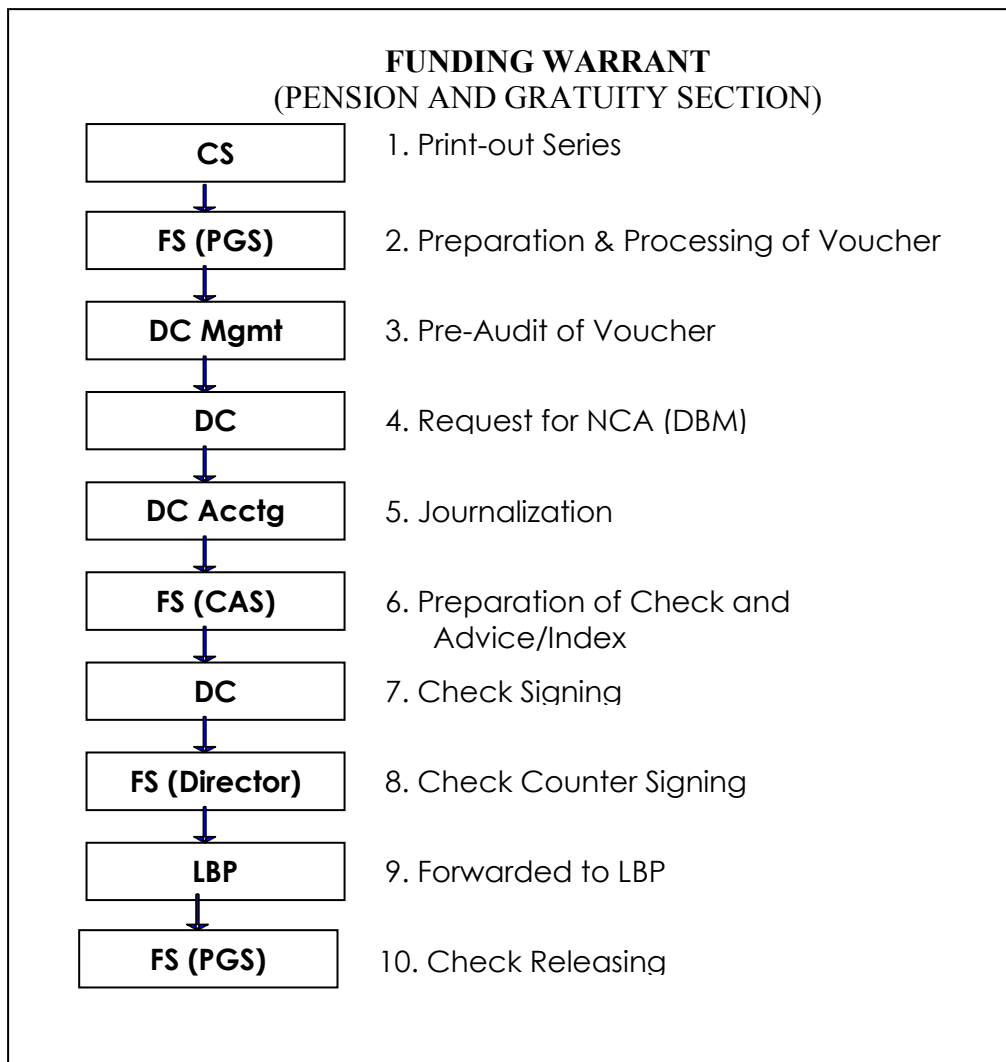 FUNDING WARRANT
(PENSION AND GRATUITY SECTION)
CS
1. Print-out Series
FS (PGS)
2. Preparation & Processing of Voucher
DC Mgmt
3. Pre-Audit of Voucher
DC
4. Request for NCA (DBM)
DC Acctg
5. Journalization
FS (CAS)
6. Preparation of Check and
Advice/Index
DC
7. Check Signing
FS (Director)
8. Check Counter Signing
LBP
9. Forwarded to LBP
FS (PGS)
10. Check Releasing